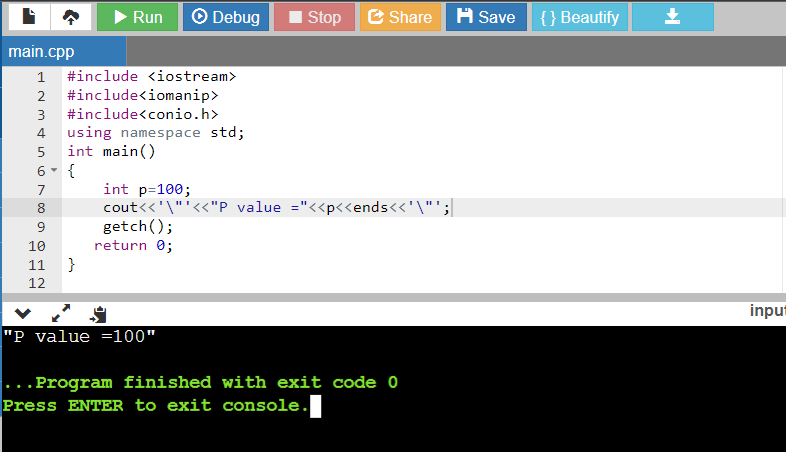 Run Debug Stop Share Save { } Beautify
main.cpp
1 #include <iostream>
2 #include<iomanip>
3 #include<conio.h>
4 using namespace std;
5 int main()
6 {
7 int p=100;
8 cout<<'\"'<<"P value ="<<p<<ends<<'\"';
9 getch();
10 return 0;
11 }
12
input
"P value =100"
...Program finished with exit code 0
Press ENTER to exit console.